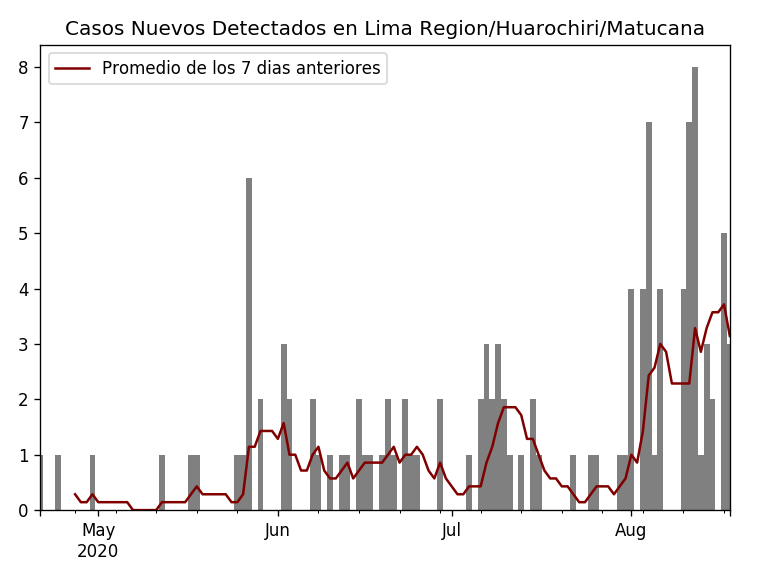 Casos Nuevos Detectados en Lima Region/Huarochiri/Matucana
Promedio de los 7 dias anteriores
8
7
6
5
4
3
2
1
0
May
2020
Jun
Jul
Aug